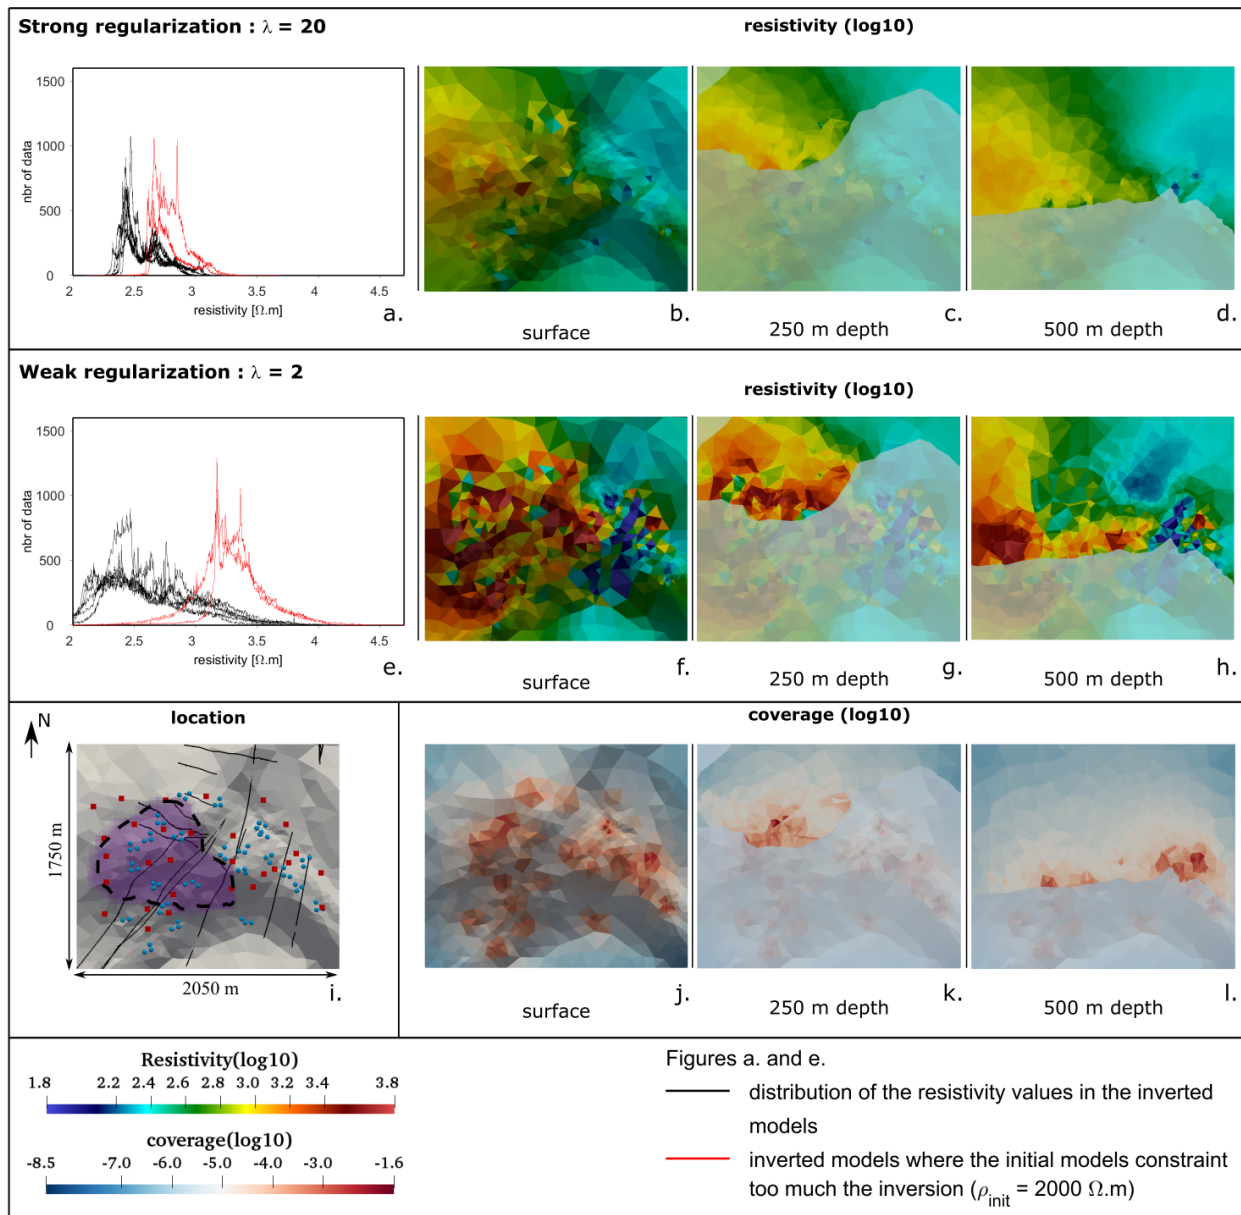 Strong regularization : λ = 20
resistivity (log10)
1500
1000
500
0
nbr of data
2 2.5 3 3.5 4 4.5
resistivity [Ω.m]
a.
b.
c.
d.
surface
250 m depth
500 m depth
Weak regularization : λ = 2
resistivity (log10)
1500
1000
500
0
nbr of data
2 2.5 3 3.5 4 4.5
resistivity [Ω.m]
e.
f.
g.
h.
surface
250 m depth
500 m depth
N
location
1750 m
2050 m
i.
coverage (log10)
j.
k.
l.
surface
250 m depth
500 m depth
Resistivity(log10)
1.8 2.2 2.4 2.6 2.8 3.0 3.2 3.4 3.8
coverage(log10)
-8.5 -7.0 -6.0 -5.0 -4.0 -3.0 -1.6
Figures a. and e.
distribution of the resistivity values in the inverted
models
inverted models where the initial models constraint
too much the inversion (ρinit = 2000 Ω.m)